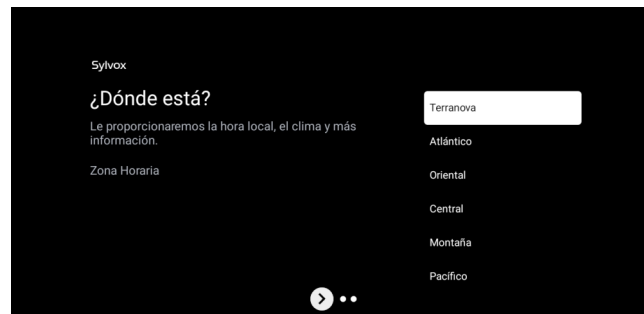 Sylvox
¿Dónde está?
Le proporcionaremos la hora local, el clima y más
información.
Zona Horaria
Terranova
Atlántico
Oriental
Central
Montaña
Pacífico